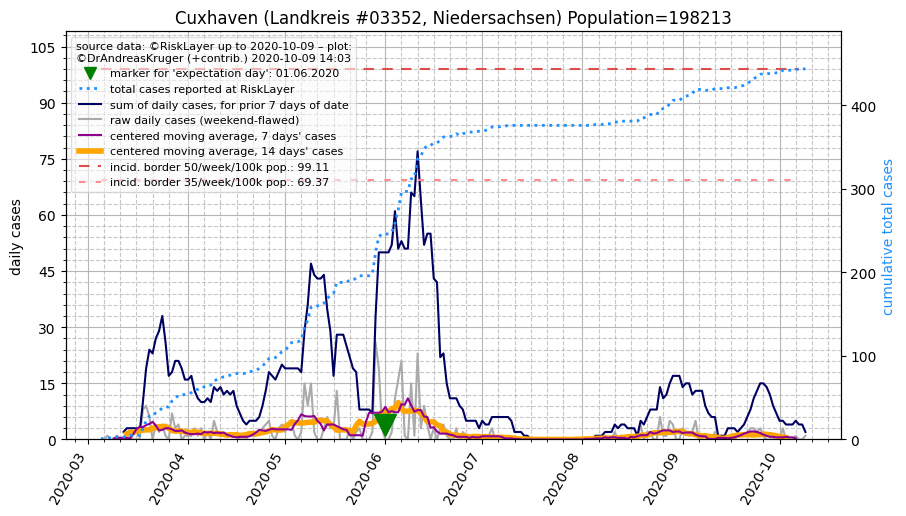 Cuxhaven (Landkreis #03352, Niedersachsen) Population=198213
source data: ©RiskLayer up to 2020-10-09 – plot:
©DrAndreasKruger (+contrib.) 2020-10-09 14:03
marker for 'expectation day': 01.06.2020
total cases reported at RiskLayer
sum of daily cases, for prior 7 days of date
raw daily cases (weekend-flawed)
centered moving average, 7 days' cases
centered moving average, 14 days' cases
incid. border 50/week/100k pop.: 99.11
incid. border 35/week/100k pop.: 69.37
daily cases
105
90
75
60
45
30
15
0
cumulative total cases
400
300
200
100
0
2020-03
2020-04
2020-05
2020-06
2020-07
2020-08
2020-09
2020-10